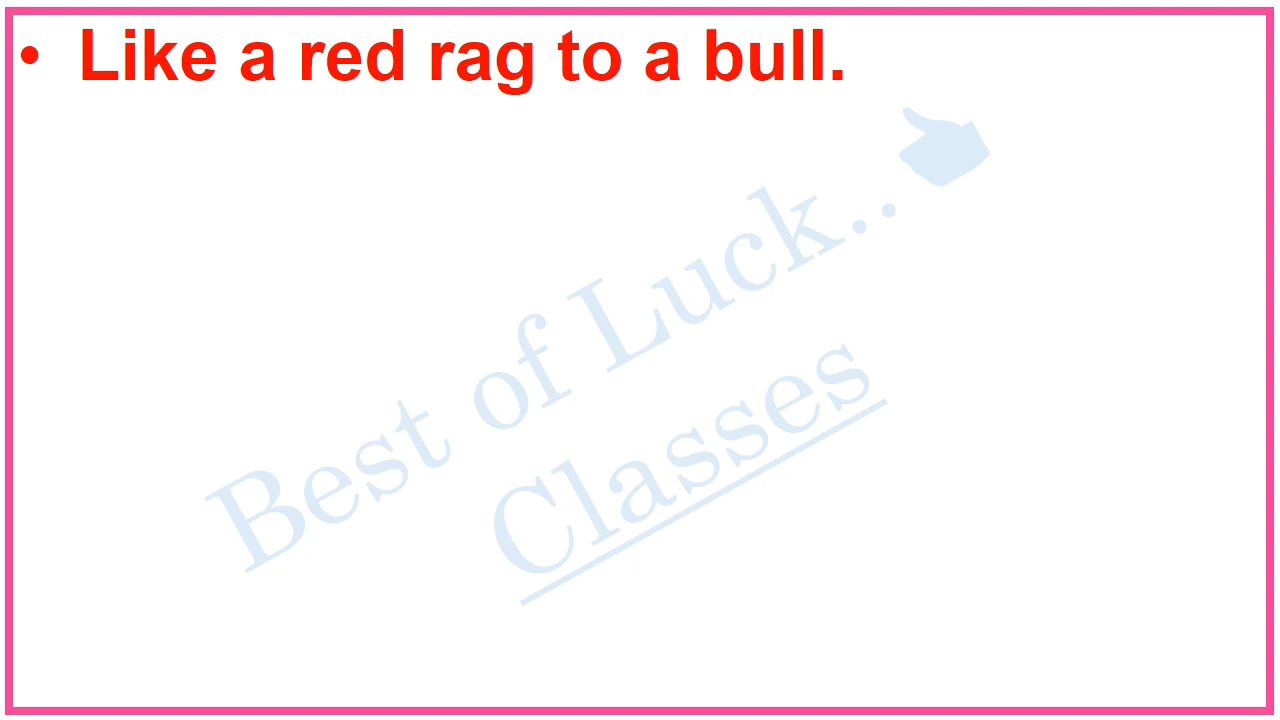 • Like a red rag to a bull.
Best of Luck..
Classes